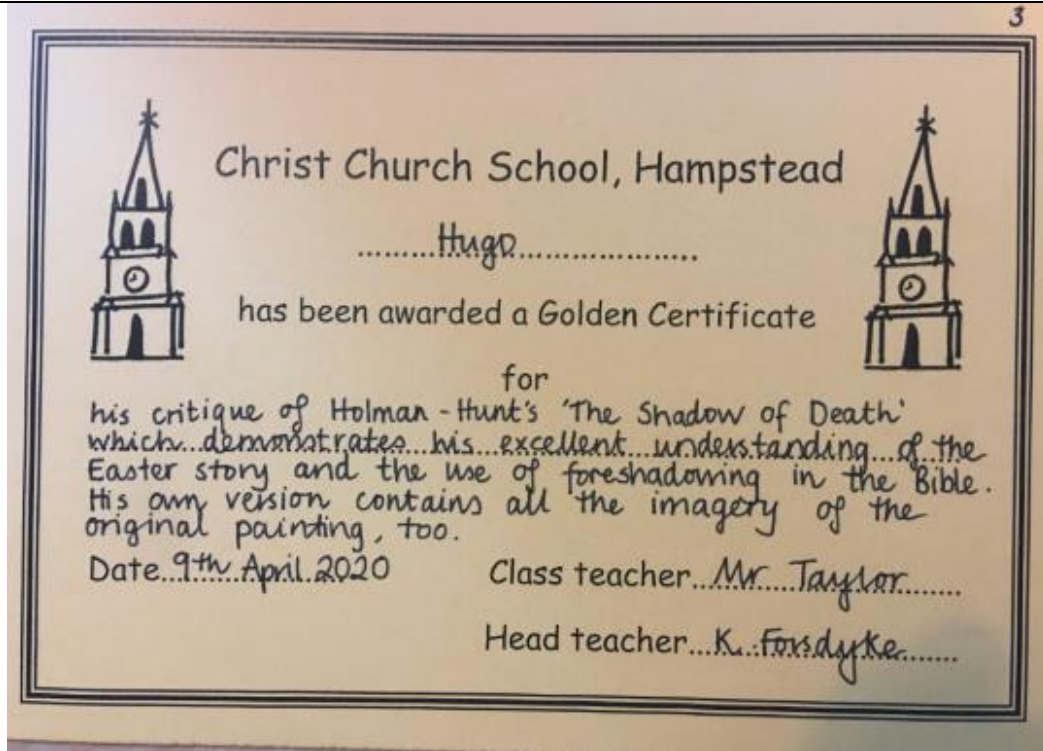 3
Christ Church School, Hampstead
Hugo
has been awarded a Golden Certificate
for
his critique of Holman-Hunt's 'The Shadow of Death'
which demonstrates his excellent understanding of the
Easter story and the use of foreshadowing in the Bible.
His own version contains all the imagery of the
original painting, too.
Date 9th April 2020 Class teacher Mr Taylor
Head teacher K. Forsdyke